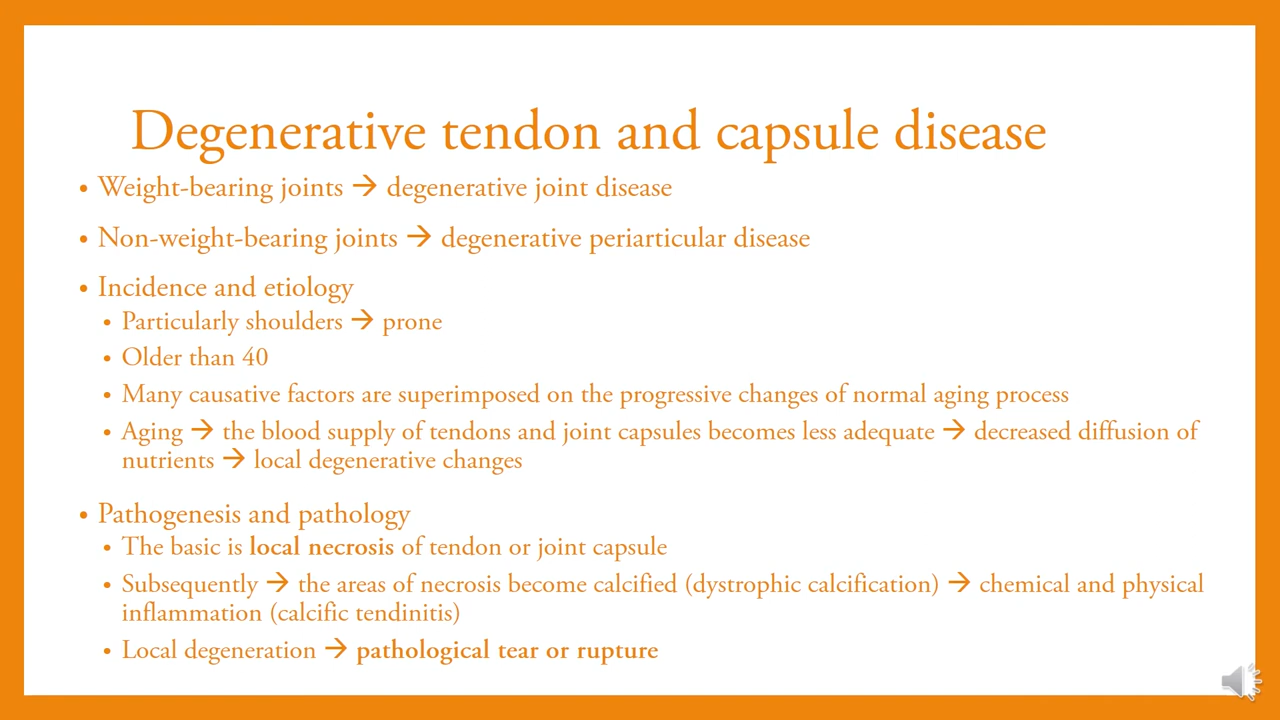 Degenerative tendon and capsule disease
• Weight-bearing joints → degenerative joint disease
• Non-weight-bearing joints → degenerative periarticular disease
• Incidence and etiology
• Particularly shoulders → prone
• Older than 40
• Many causative factors are superimposed on the progressive changes of normal aging process
• Aging → the blood supply of tendons and joint capsules becomes less adequate → decreased diffusion of
nutrients → local degenerative changes
• Pathogenesis and pathology
• The basic is local necrosis of tendon or joint capsule
• Subsequently → the areas of necrosis become calcified (dystrophic calcification) → chemical and physical
inflammation (calcific tendinitis)
• Local degeneration → pathological tear or rupture